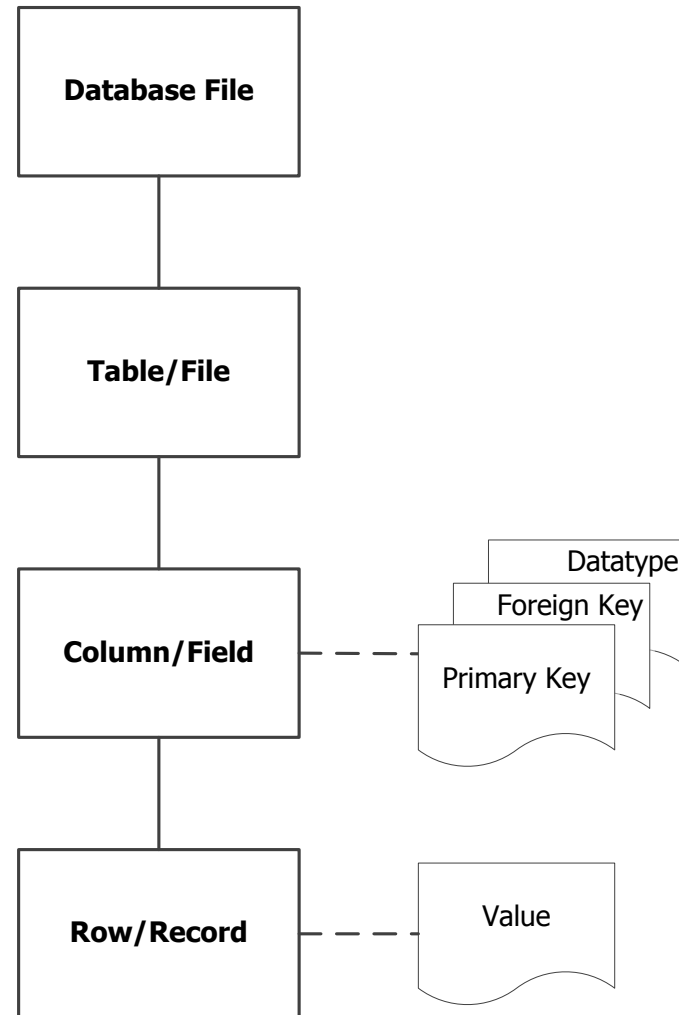 Database File
Table/File
Column/Field
Datatype
Foreign Key
Primary Key
Row/Record
Value